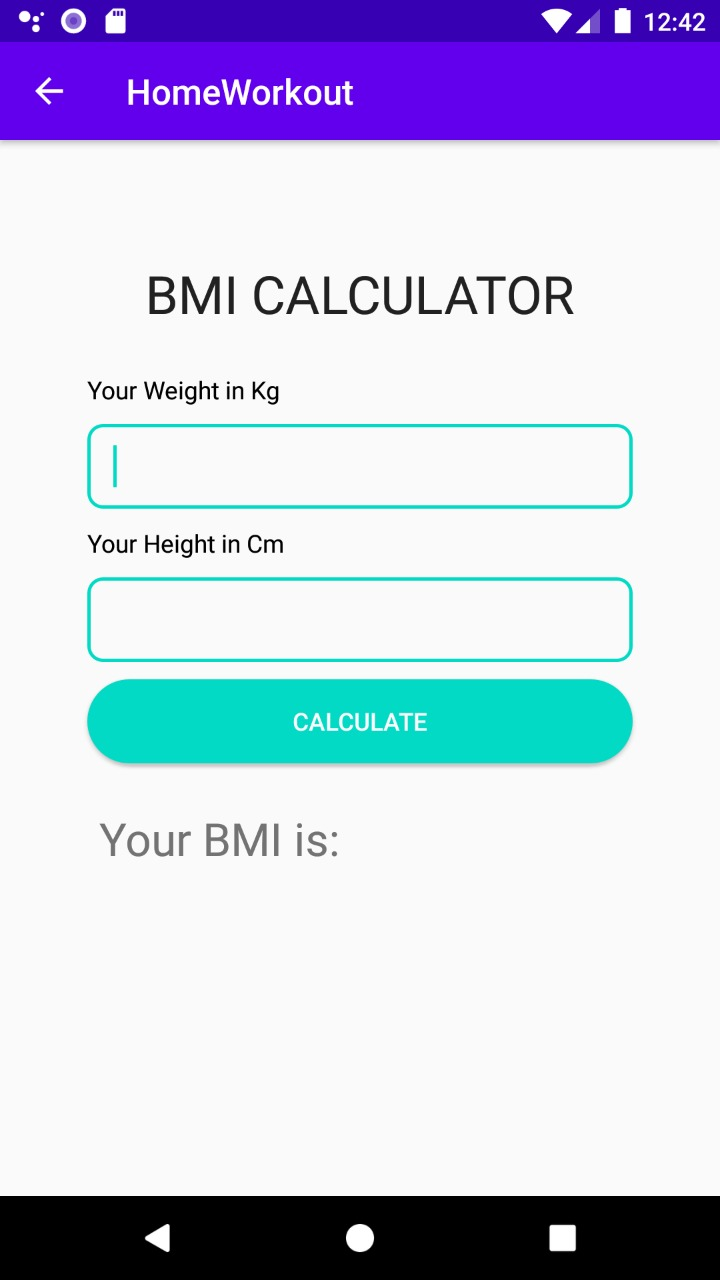 12:42
HomeWorkout
BMI CALCULATOR
Your Weight in Kg
Your Height in Cm
CALCULATE
Your BMI is: